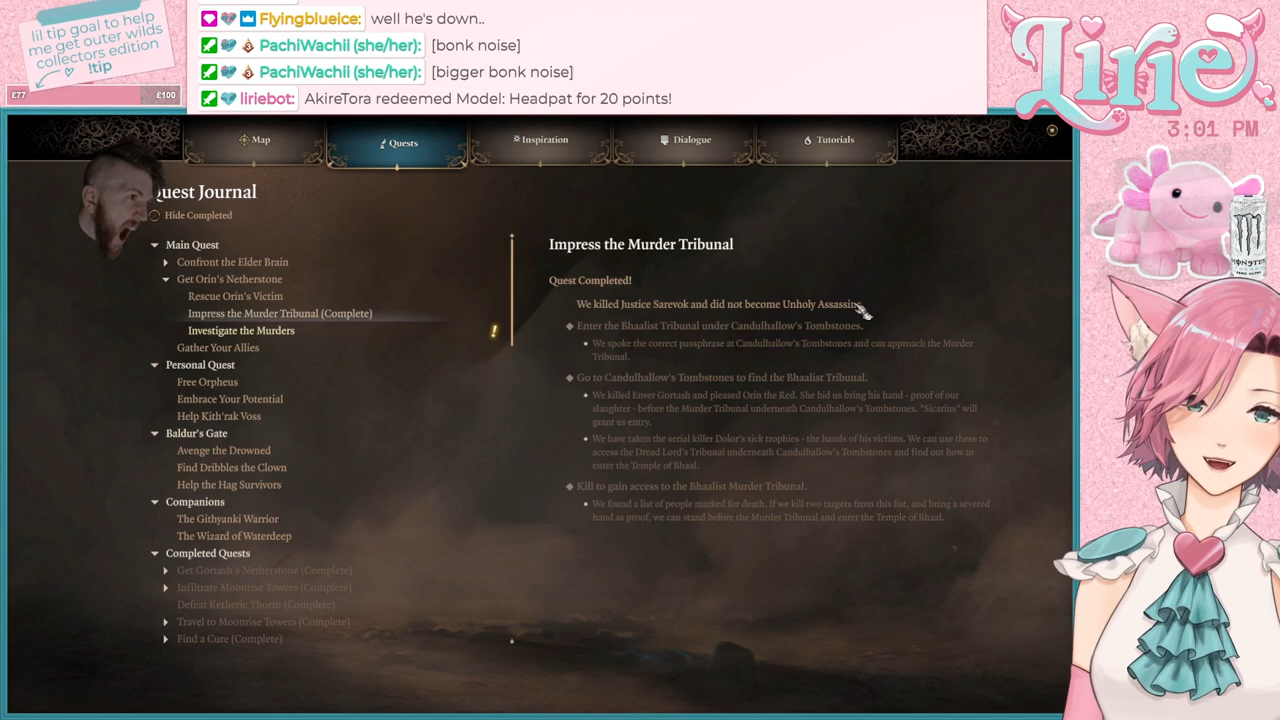 lil tip goal to help
me get outer wilds
collectors edition
!tip
£77
£100
Flyingblueice: well he's down..
PachiWachii (she/her): [bonk noise]
PachiWachii (she/her): [bigger bonk noise]
liriebot: AkireTora redeemed Model: Headpat for 20 points!
Lirie
3:01 PM
Map
Quests
Inspiration
Dialogue
Tutorials
Quest Journal
Hide Completed
Main Quest
Confront the Elder Brain
Get Orin's Netherstone
Rescue Orin's Victim
Impress the Murder Tribunal (Complete)
Investigate the Murders
Gather Your Allies
Personal Quest
Free Orpheus
Embrace Your Potential
Help Kith'rak Voss
Baldur's Gate
Avenge the Drowned
Find Dribbles the Clown
Help the Hag Survivors
Companions
The Githyanki Warrior
The Wizard of Waterdeep
Completed Quests
Get Gortash's Netherstone (Complete)
Infiltrate Moonrise Towers (Complete)
Defeat Ketheric Thorm (Complete)
Travel to Moonrise Towers (Complete)
Find a Cure (Complete)
Impress the Murder Tribunal
Quest Completed!
We killed Justice Sarevok and did not become Unholy Assassins.
Enter the Bhaalist Tribunal under Candulhallow's Tombstones.
We spoke the correct passphrase at Candulhallow's Tombstones and can approach the Murder
Tribunal.
Go to Candulhallow's Tombstones to find the Bhaalist Tribunal.
We killed Enver Gortash and pleased Orin the Red. She bid us bring his hand - proof of our
slaughter - before the Murder Tribunal underneath Candulhallow's Tombstones. "Sicarius" will
grant us entry.
We have taken the serial killer Dolor's sick trophies - the hands of his victims. We can use these to
access the Dread Lord's Tribunal underneath Candulhallow's Tombstones and find out how to
enter the Temple of Bhaal.
Kill to gain access to the Bhaalist Murder Tribunal.
We found a list of people marked for death. If we kill two targets from this list, and bring a severed
hand as proof, we can stand before the Murder Tribunal and enter the Temple of Bhaal.
MONSTER